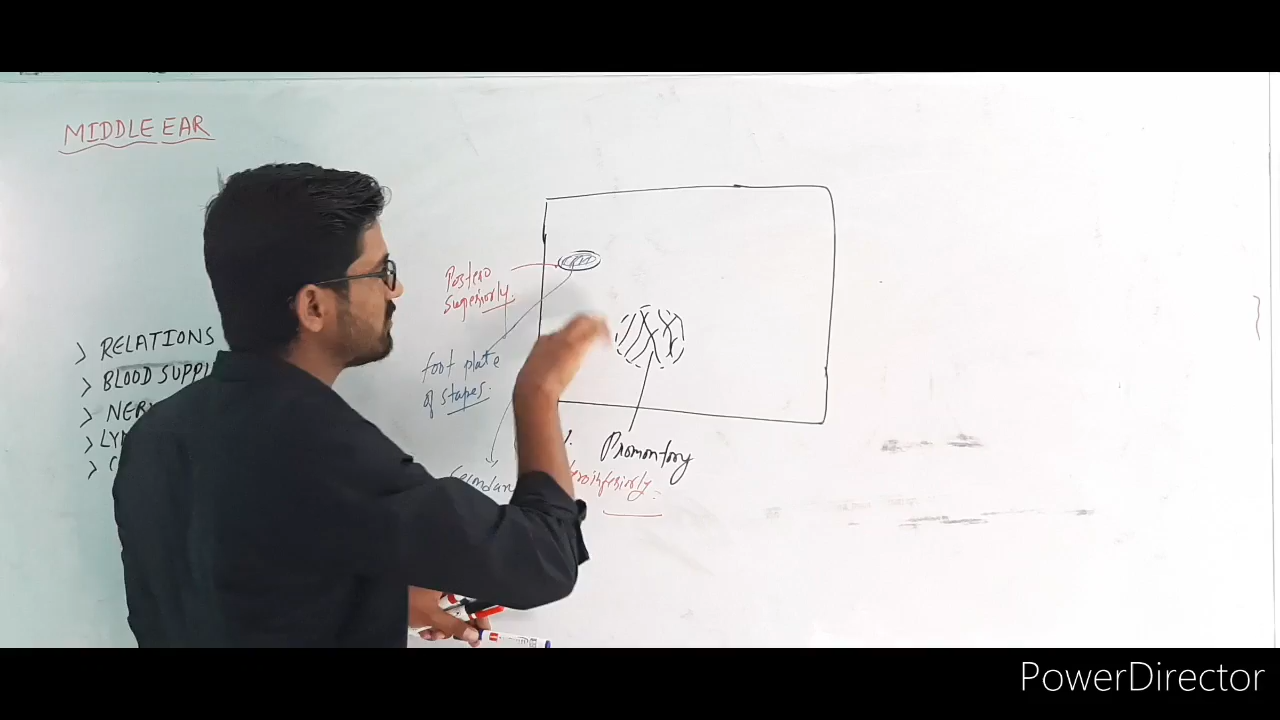 MIDDLE EAR
> RELATIONS
> BLOOD SUPPL
> NER
> LY
>
Postero
Superiorly.
foot plate
of stapes.
Promontory
PowerDirector